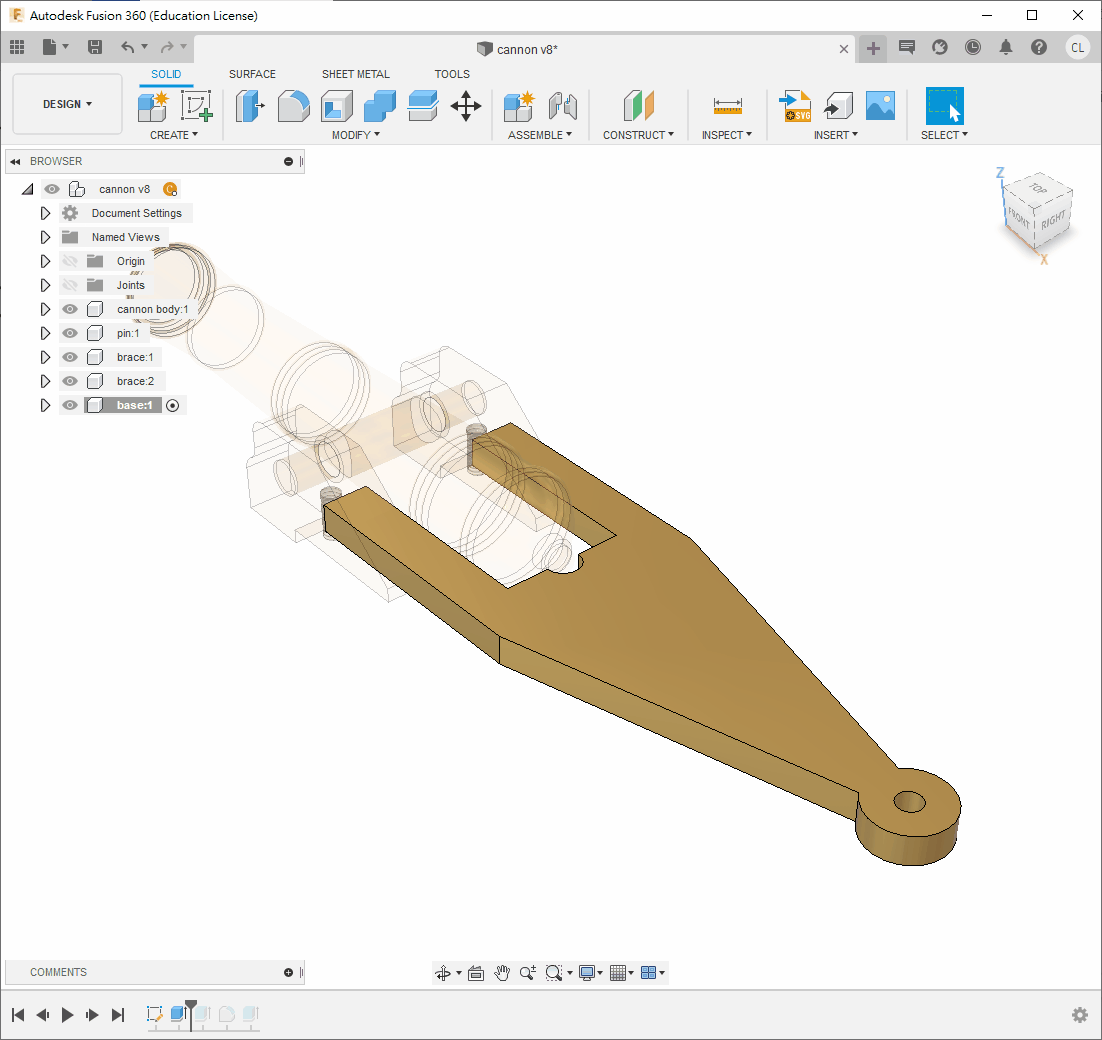 Autodesk Fusion 360 (Education License)
cannon v8*
CL
SOLID SURFACE SHEET METAL TOOLS
DESIGN
SVG
CREATE MODIFY ASSEMBLE CONSTRUCT INSPECT INSERT SELECT
BROWSER
cannon v8
Document Settings
Named Views
Origin
Joints
cannon body:1
pin:1
brace:1
brace:2
base:1
Z
TOP
FRONT RIGHT
X
COMMENTS